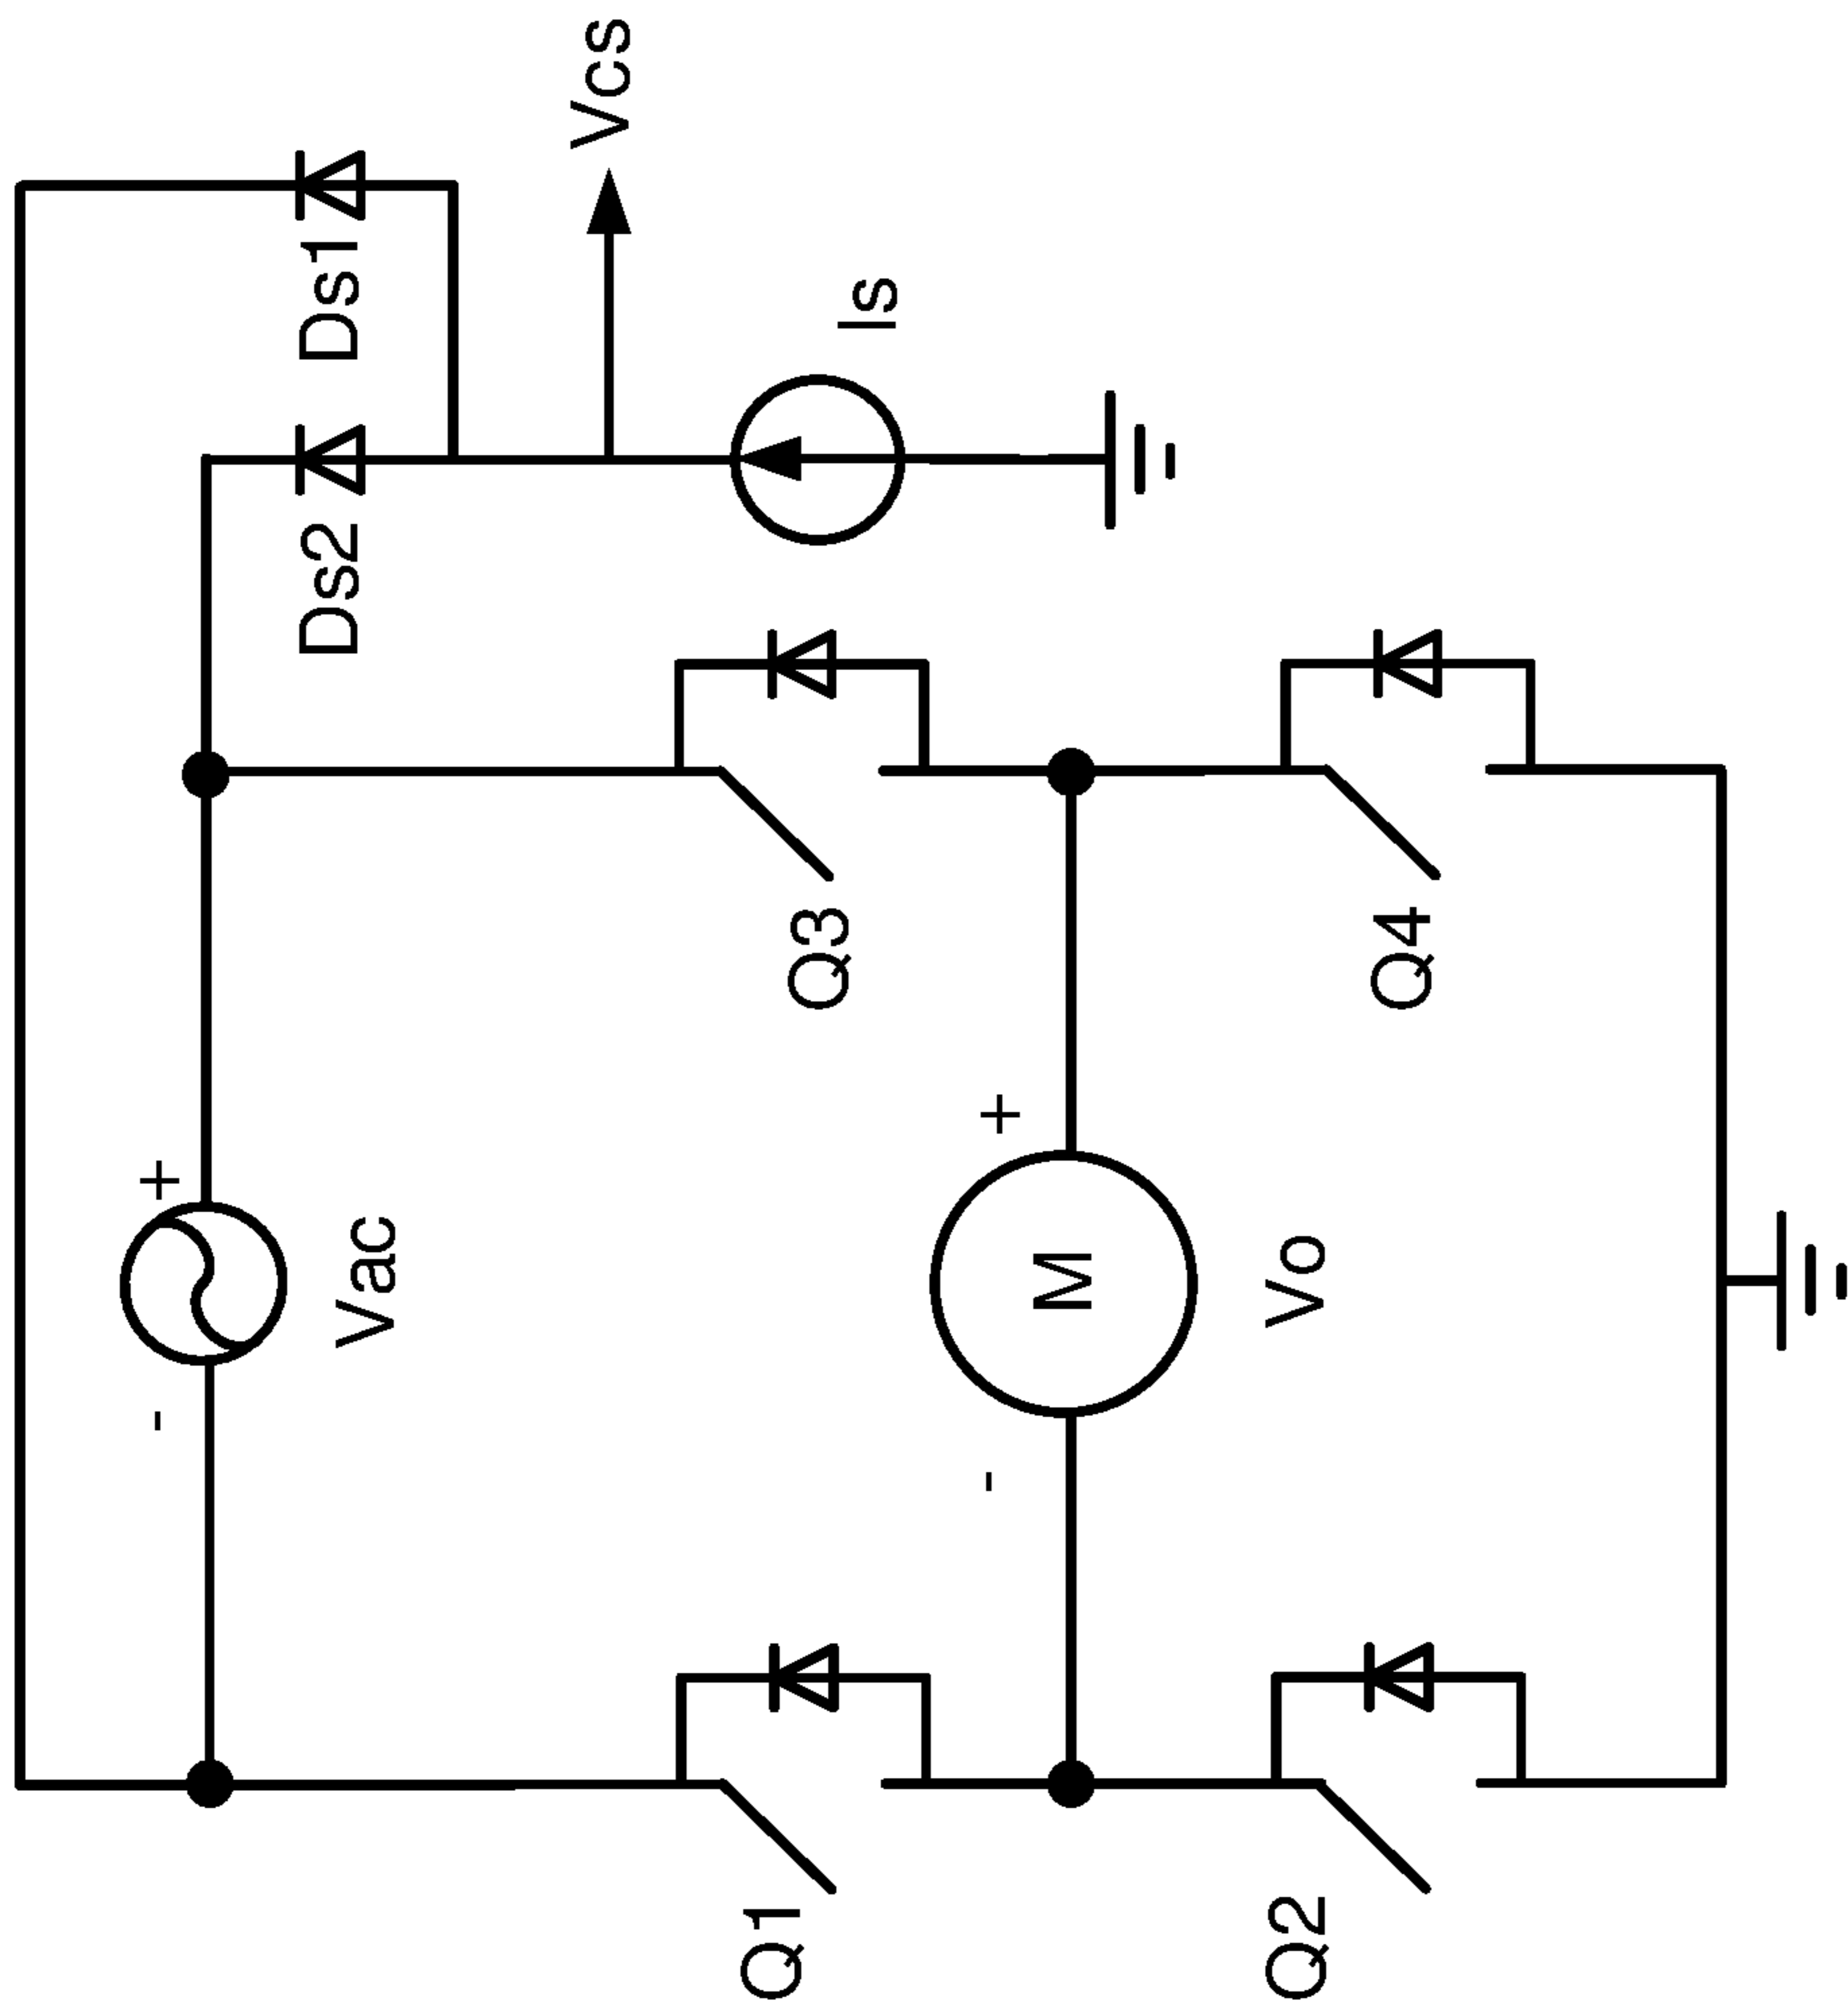 Vcs
Ds1
Is
Ds2
Q3
Q4
+
Vac
-
+
M
Vo
-
Q1
Q2